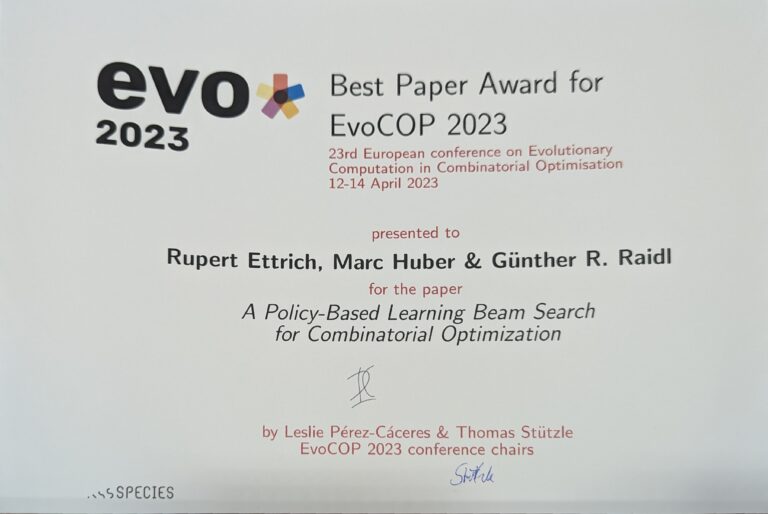 evo*
2023
Best Paper Award for
EvoCOP 2023
23rd European conference on Evolutionary
Computation in Combinatorial Optimisation
12-14 April 2023
presented to
Rupert Ettrich, Marc Huber & Günther R. Raidl
for the paper
A Policy-Based Learning Beam Search
for Combinatorial Optimization
by Leslie Pérez-Cáceres & Thomas Stützle
EvoCOP 2023 conference chairs
SPECIES